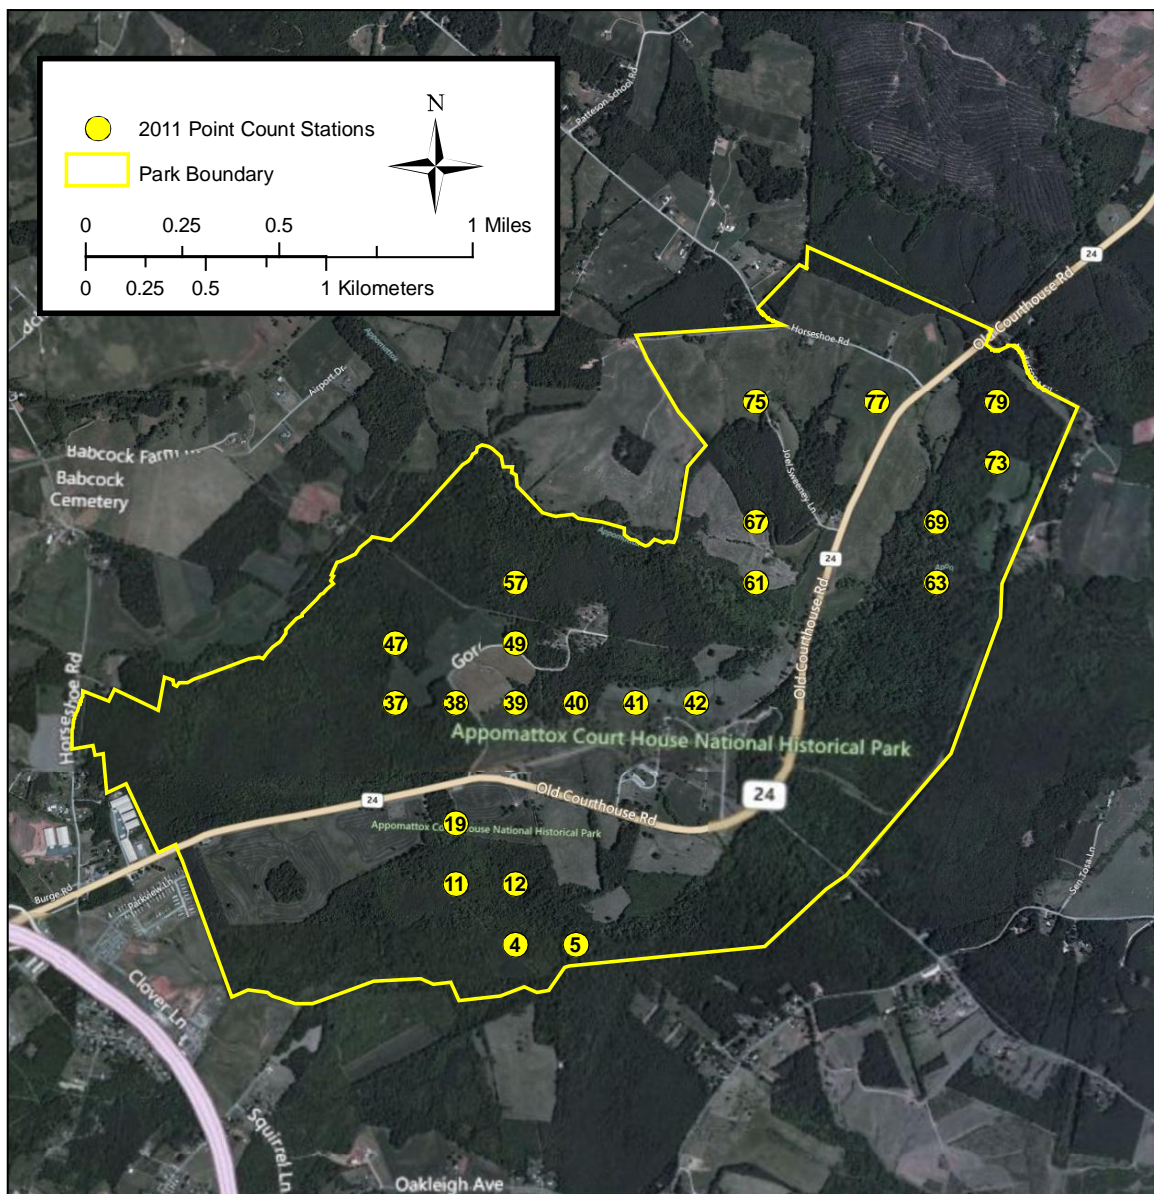 N
2011 Point Count Stations
Park Boundary
0 0.25 0.5 1 Miles
0 0.25 0.5 1 Kilometers
Patteson School Rd
24
Old Courthouse Rd
Horseshoe Rd
Appomattox
Airport Dr
75 77 79
Babcock Farm
Babcock
Cemetery
73
Joel Sweeney Ln
67 69
Appomattox
24
57 61 63
47 49
Old Courthouse Rd
Horseshoe Rd
37 38 39 40 41 42
Appomattox Court House National Historical Park
24
24
Old Courthouse Rd
19
Appomattox Court House National Historical Park
11 12
Burge Rd
Parkview Ln
Sen Tosa Ln
4 5
Clover Ln
Squirrel Ln
Oakleigh Ave